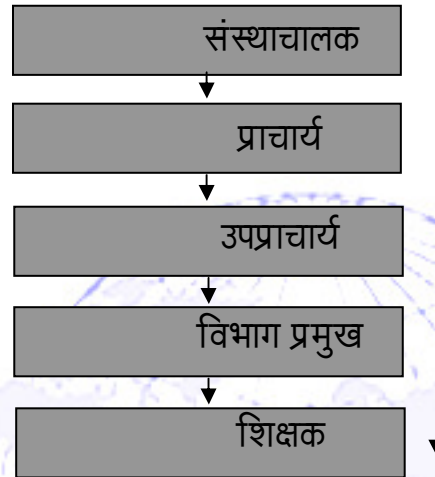 संस्थाचालक
प्राचार्य
उपप्राचार्य
विभाग प्रमुख
शिक्षक